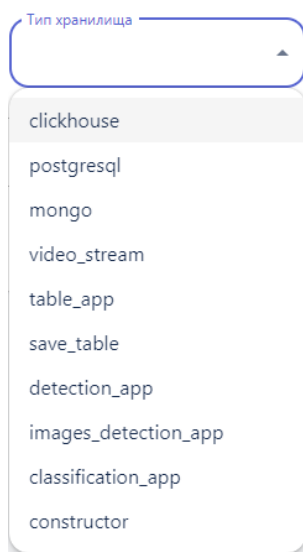 Тип хранилища
clickhouse
postgresql
mongo
video_stream
table_app
save_table
detection_app
images_detection_app
classification_app
constructor